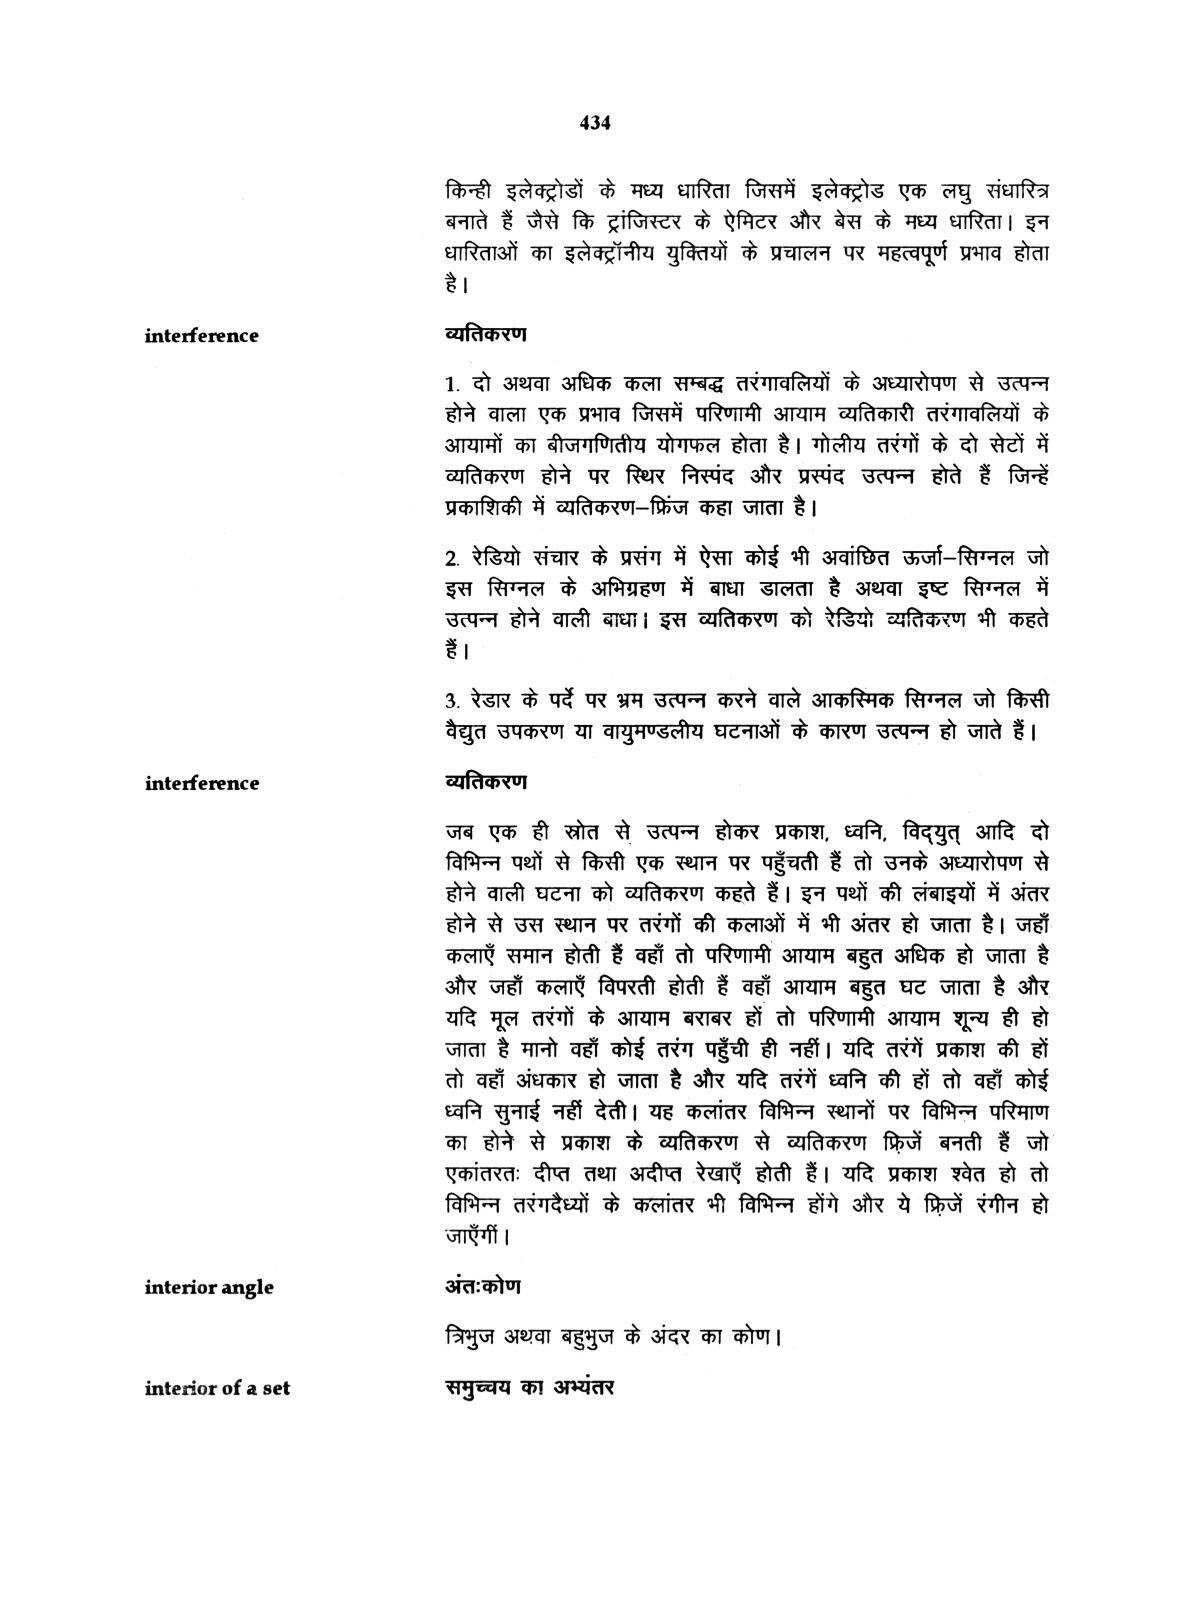 434
किन्ही इलेक्ट्रोडों के मध्य धारिता जिसमें इलेक्ट्रोड एक लघु संधारित्र
बनाते हैं जैसे कि ट्रांजिस्टर के ऐमिटर और बेस के मध्य धारिता। इन
धारिताओं का इलेक्ट्रॉनीय युक्तियों के प्रचालन पर महत्वपूर्ण प्रभाव होता
है।
interference व्यतिकरण
1. दो अथवा अधिक कला सम्बद्ध तरंगावलियों के अध्यारोपण से उत्पन्न
होने वाला एक प्रभाव जिसमें परिणामी आयाम व्यतिकारी तरंगावलियों के
आयामों का बीजगणितीय योगफल होता है। गोलीय तरंगों के दो सेटों में
व्यतिकरण होने पर स्थिर निस्पंद और प्रस्पंद उत्पन्न होते हैं जिन्हें
प्रकाशिकी में व्यतिकरण–फ्रिंज कहा जाता है।
2. रेडियो संचार के प्रसंग में ऐसा कोई भी अवांछित ऊर्जा–सिग्नल जो
इस सिग्नल के अभिग्रहण में बाधा डालता है अथवा इष्ट सिग्नल में
उत्पन्न होने वाली बाधा। इस व्यतिकरण को रेडियो व्यतिकरण भी कहते
हैं।
3. रेडार के पर्दे पर भ्रम उत्पन्न करने वाले आकस्मिक सिग्नल जो किसी
वैद्युत उपकरण या वायुमण्डलीय घटनाओं के कारण उत्पन्न हो जाते हैं।
interference व्यतिकरण
जब एक ही स्रोत से उत्पन्न होकर प्रकाश, ध्वनि, विद्‌युत् आदि दो
विभिन्न पथों से किसी एक स्थान पर पहुँचती हैं तो उनके अध्यारोपण से
होने वाली घटना को व्यतिकरण कहते हैं। इन पथों की लंबाइयों में अंतर
होने से उस स्थान पर तरंगों की कलाओं में भी अंतर हो जाता है। जहाँ
कलाएँ समान होती हैं वहाँ तो परिणामी आयाम बहुत अधिक हो जाता है
और जहाँ कलाएँ विपरती होती हैं वहाँ आयाम बहुत घट जाता है और
यदि मूल तरंगों के आयाम बराबर हों तो परिणामी आयाम शून्य ही हो
जाता है मानो वहाँ कोई तरंग पहुँची ही नहीं। यदि तरंगें प्रकाश की हों
तो वहाँ अंधकार हो जाता है और यदि तरंगें ध्वनि की हों तो वहाँ कोई
ध्वनि सुनाई नहीं देती। यह कलांतर विभिन्न स्थानों पर विभिन्न परिमाण
का होने से प्रकाश के व्यतिकरण से व्यतिकरण फ्रिजें बनती हैं जो
एकांतरतः दीप्त तथा अदीप्त रेखाएँ होती हैं। यदि प्रकाश श्वेत हो तो
विभिन्न तरंगदैर्ध्यों के कलांतर भी विभिन्न होंगे और ये फ्रिजें रंगीन हो
जाएँगीं।
interior angle अंतःकोण
त्रिभुज अथवा बहुभुज के अंदर का कोण।
interior of a set समुच्चय का अभ्यंतर